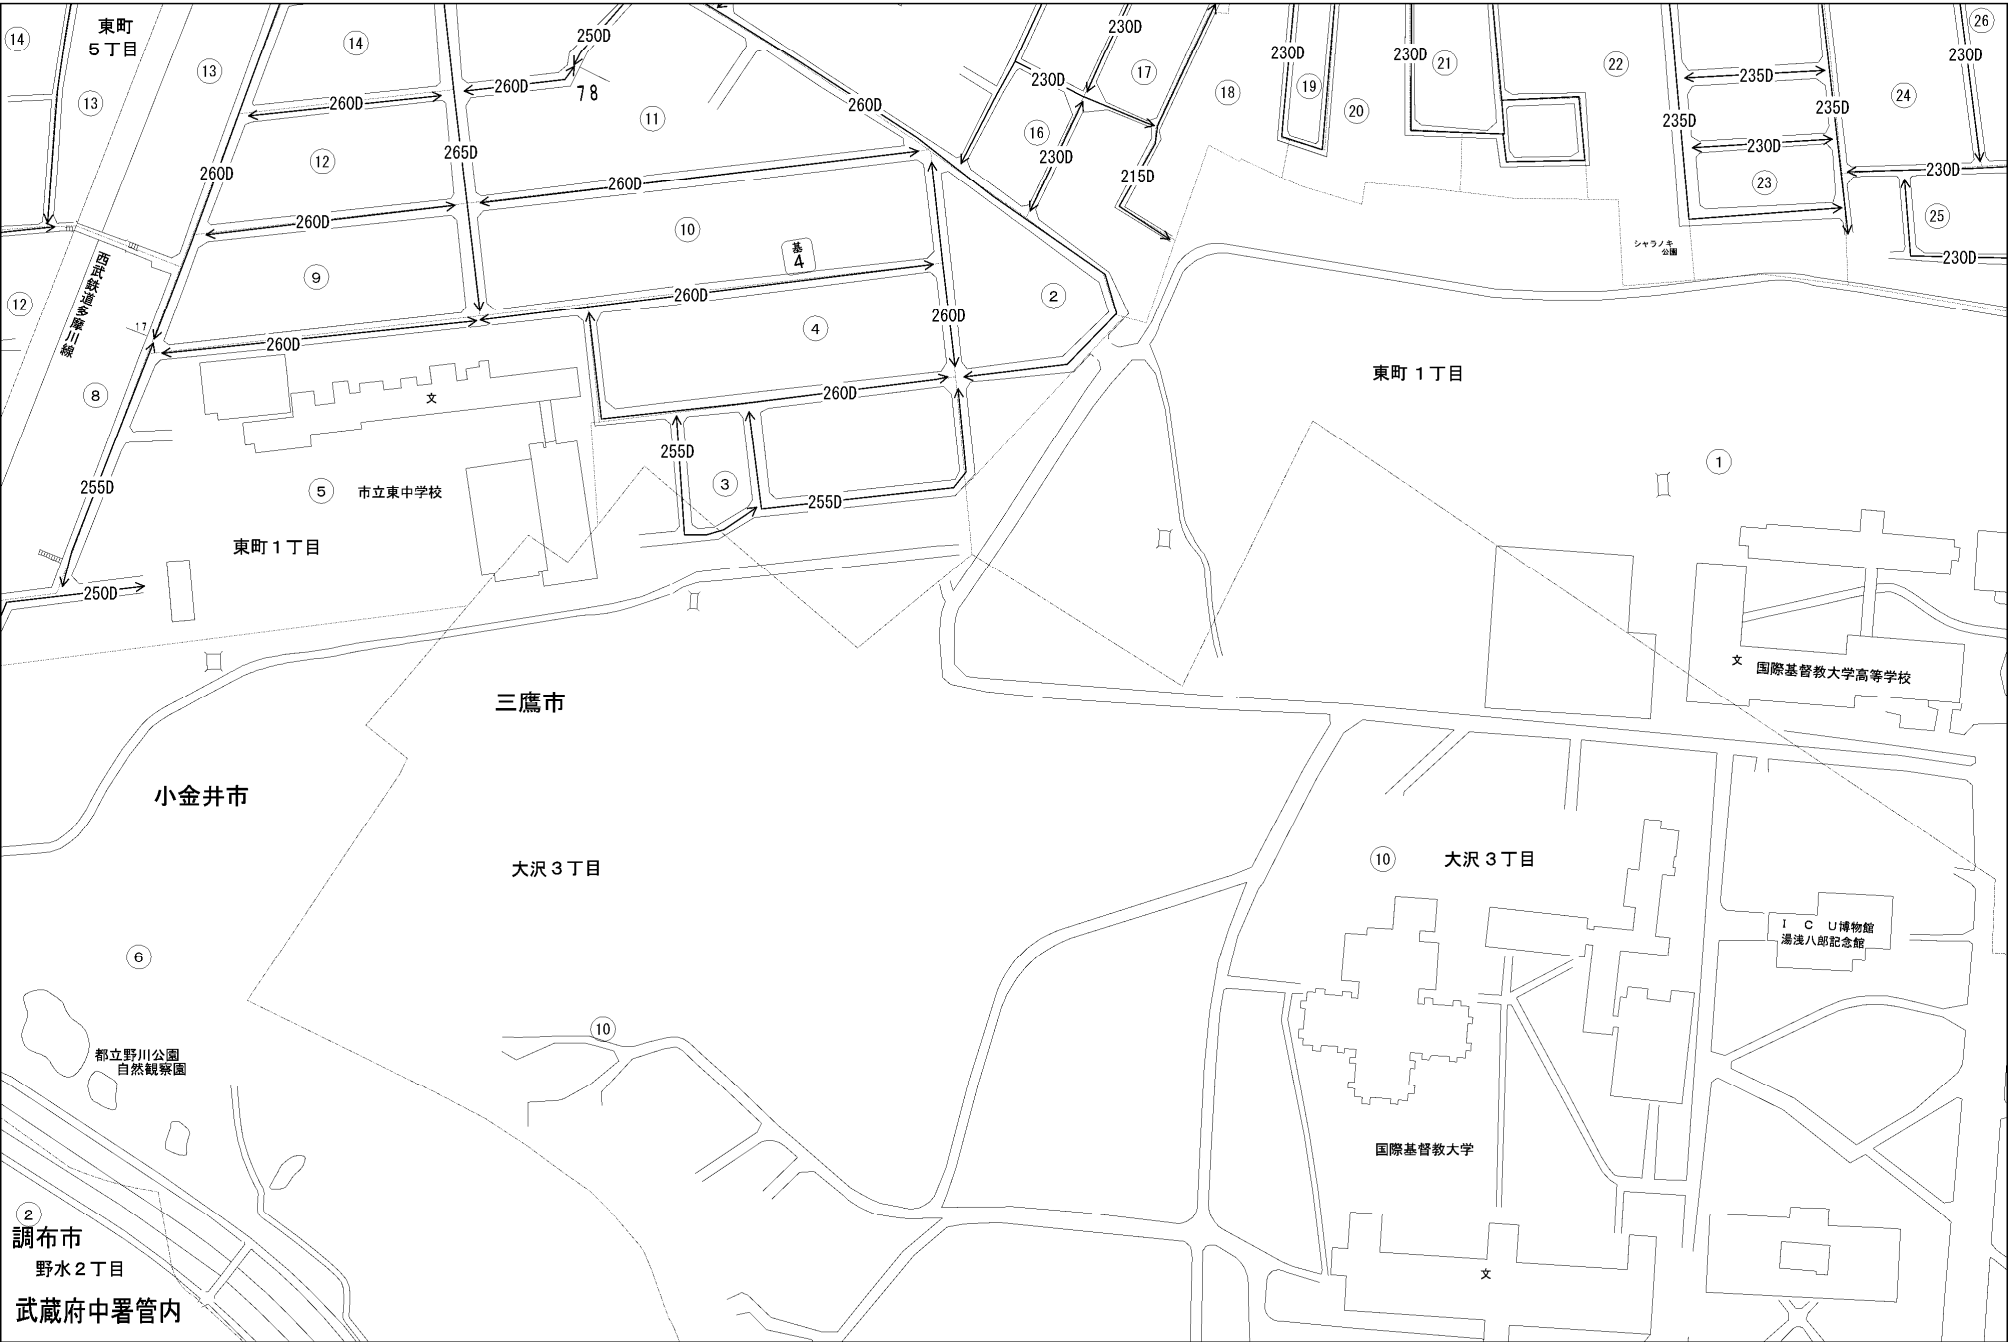 14
東町
５丁目
13
13
14
12
260D
260D
265D
260D
250D
78
11
260D
260D
12
260D
260D
9
10
基
4
260D
17
西武鉄道多摩川線
8
260D
255D
250D
文
5
市立東中学校
東町１丁目
4
260D
260D
2
3
255D
255D
230D
230D
17
16
230D
215D
18
230D
19
20
230D
21
22
235D
235D
235D
230D
23
24
26
230D
230D
25
230D
シャラノキ
公園
東町１丁目
1
文
国際基督教大学高等学校
三鷹市
小金井市
大沢３丁目
10
大沢３丁目
Ｉ Ｃ Ｕ博物館
湯浅八郎記念館
6
10
都立野川公園
自然観察園
国際基督教大学
文
2
調布市
野水２丁目
武蔵府中署管内